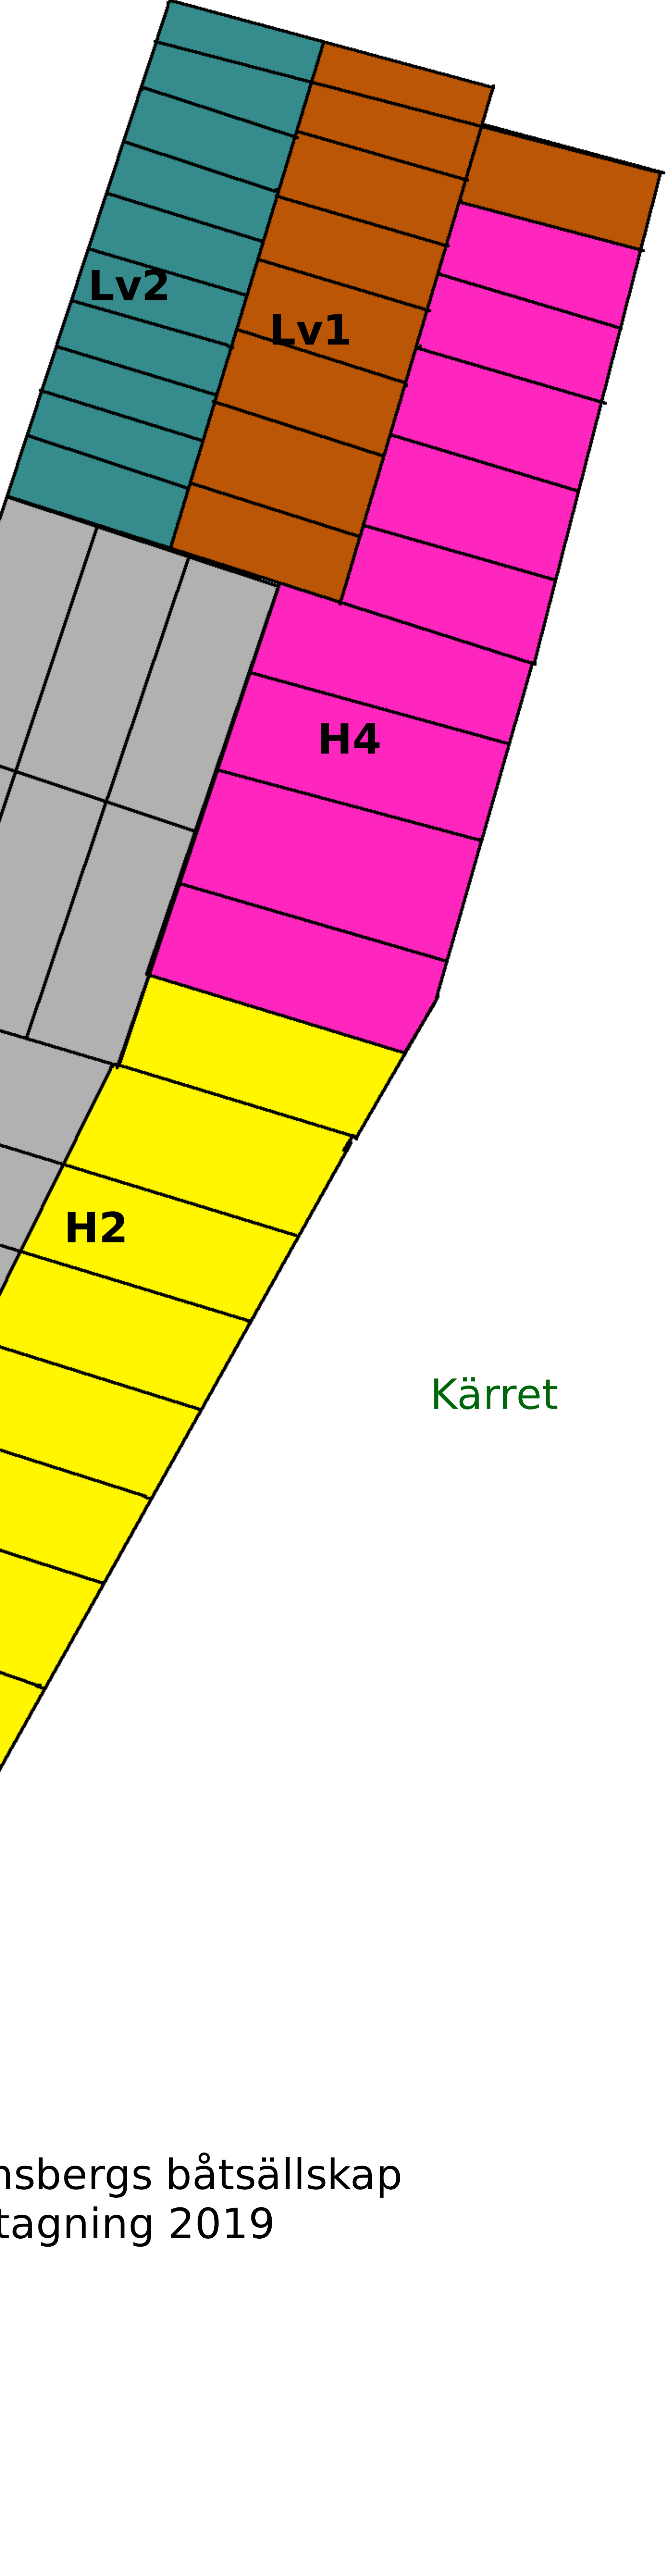 Lv2
Lv1
H4
H2
Kärret
nsbergs båtsällskap
tagning 2019